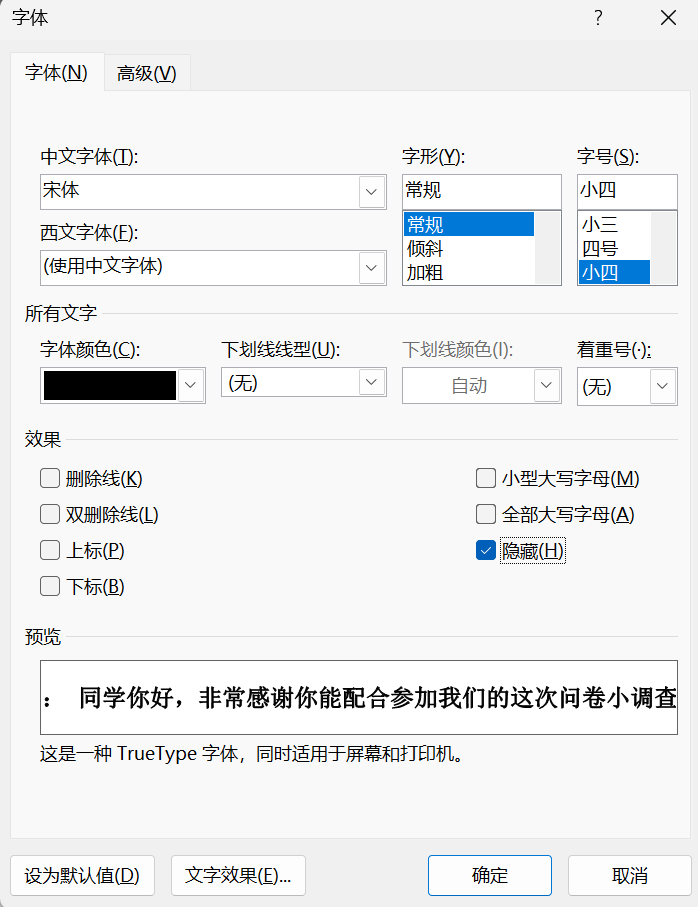 字体 ?
字体(N) 高级(V)
中文字体(T): 字形(Y): 字号(S):
宋体 常规 小四
常规 小三
西文字体(F): 倾斜 四号
(使用中文字体) 加粗 小四
所有文字
字体颜色(C): 下划线线型(U): 下划线颜色(I): 着重号(·):
(无) 自动 (无)
效果
删除线(K) 小型大写字母(M)
双删除线(L) 全部大写字母(A)
上标(P) 隐藏(H)
下标(B)
预览
： 同学你好，非常感谢你能配合参加我们的这次问卷小调查
这是一种 TrueType 字体，同时适用于屏幕和打印机。
设为默认值(D) 文字效果(E)... 确定 取消